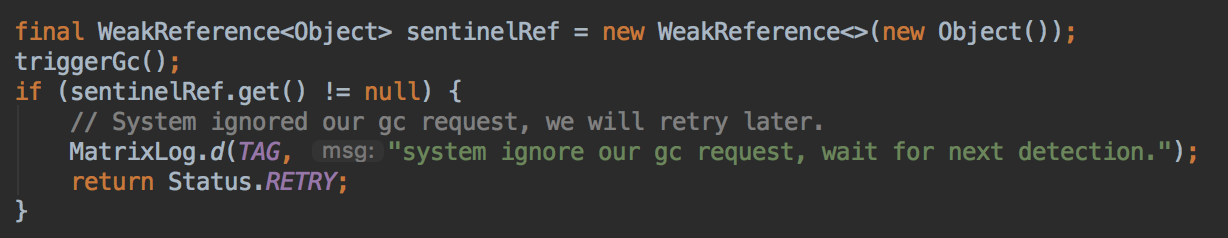 final WeakReference<Object> sentinelRef = new WeakReference<>(new Object());
triggerGc();
if (sentinelRef.get() != null) {
    // System ignored our gc request, we will retry later.
    MatrixLog.d(TAG, msg: "system ignore our gc request, wait for next detection.");
    return Status.RETRY;
}